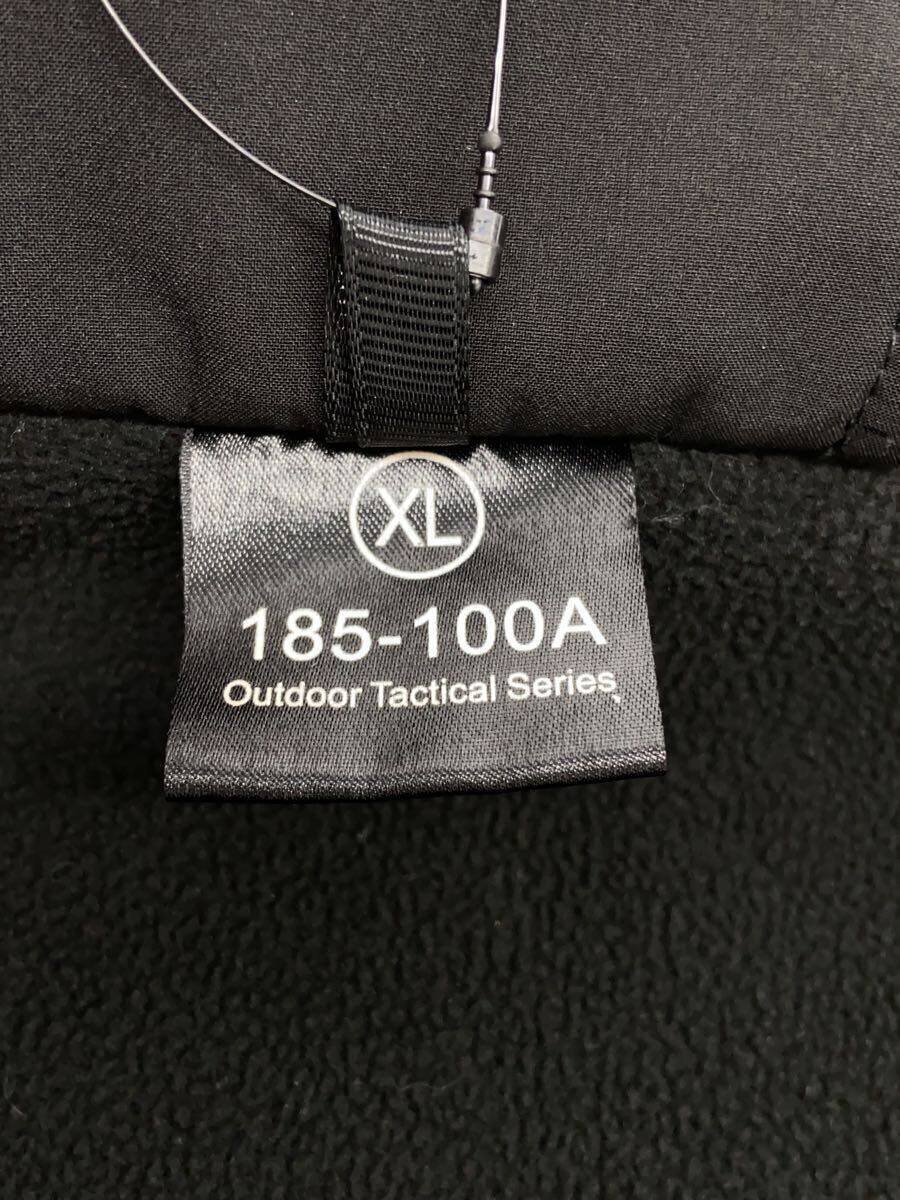 XL
185-100A
Outdoor Tactical Series